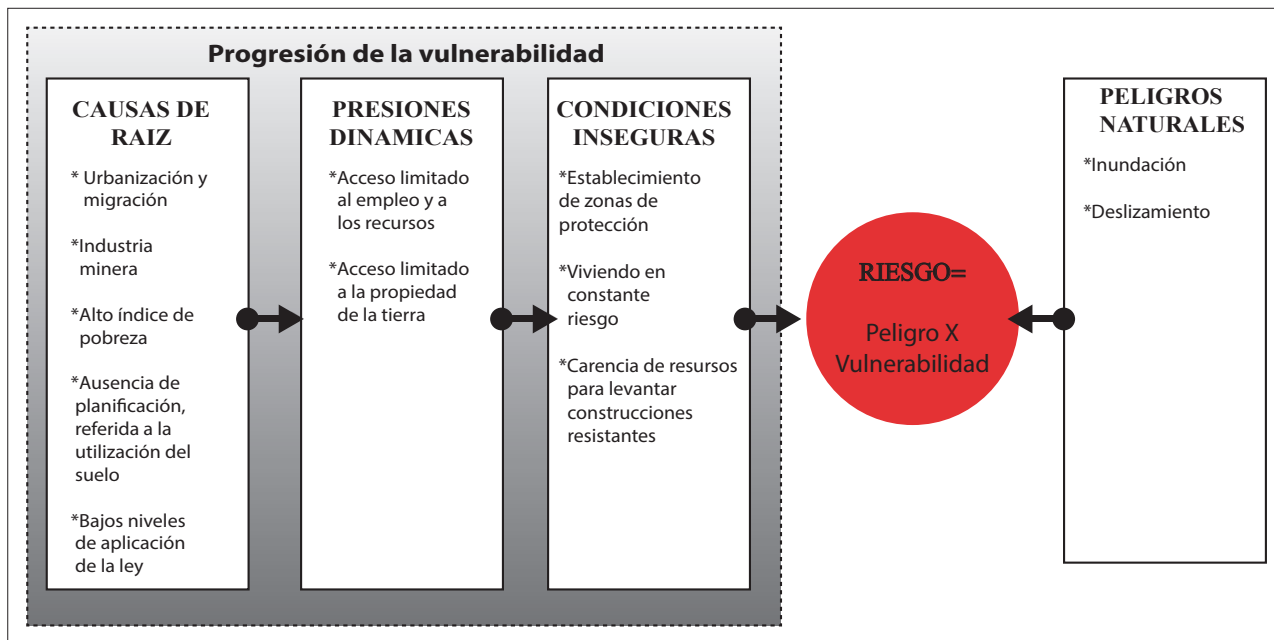 Progresión de la vulnerabilidad
CAUSAS DE
RAIZ
* Urbanización y
migración
*Industria
minera
*Alto índice de
pobreza
*Ausencia de
planificación,
referida a la
utilización del
suelo
*Bajos niveles
de aplicación
de la ley
PRESIONES
DINAMICAS
*Acceso limitado
al empleo y a
los recursos
*Acceso limitado
a la propiedad
de la tierra
CONDICIONES
INSEGURAS
*Establecimiento
de zonas de
protección
*Viviendo en
constante
riesgo
*Carencia de resursos
para levantar
construcciones
resistantes
RIESGO=
Peligro X
Vulnerabilidad
PELIGROS
NATURALES
*Inundación
*Deslizamiento